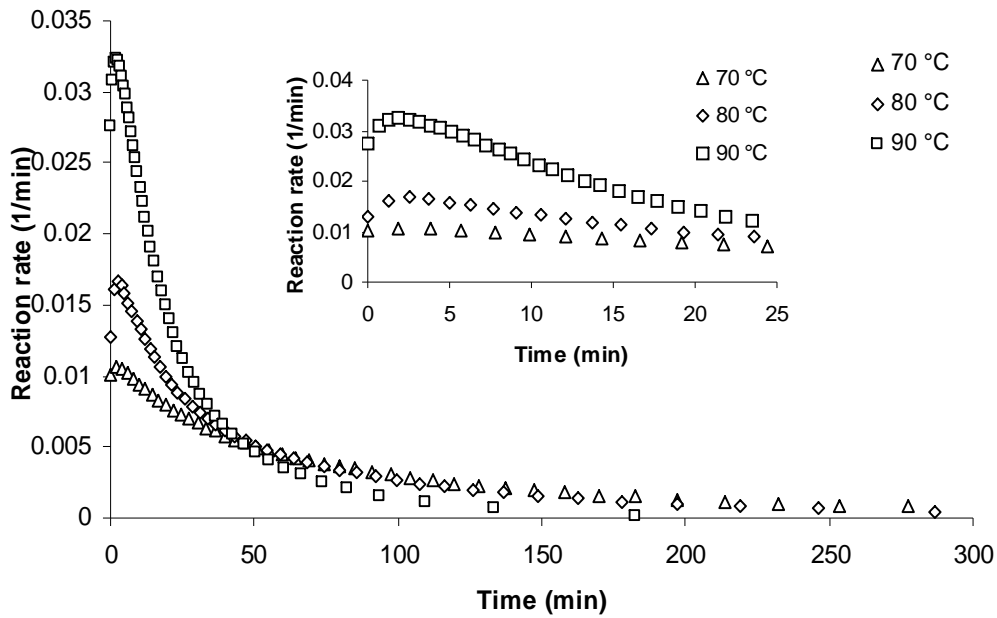 0.035
0.03
0.025
0.02
0.015
0.01
0.005
0
Reaction rate (1/min)
0 50 100 150 200 250 300
Time (min)
0.04
0.03
0.02
0.01
0
Reaction rate (1/min)
0 5 10 15 20 25
Time (min)
70 °C
80 °C
90 °C
70 °C
80 °C
90 °C